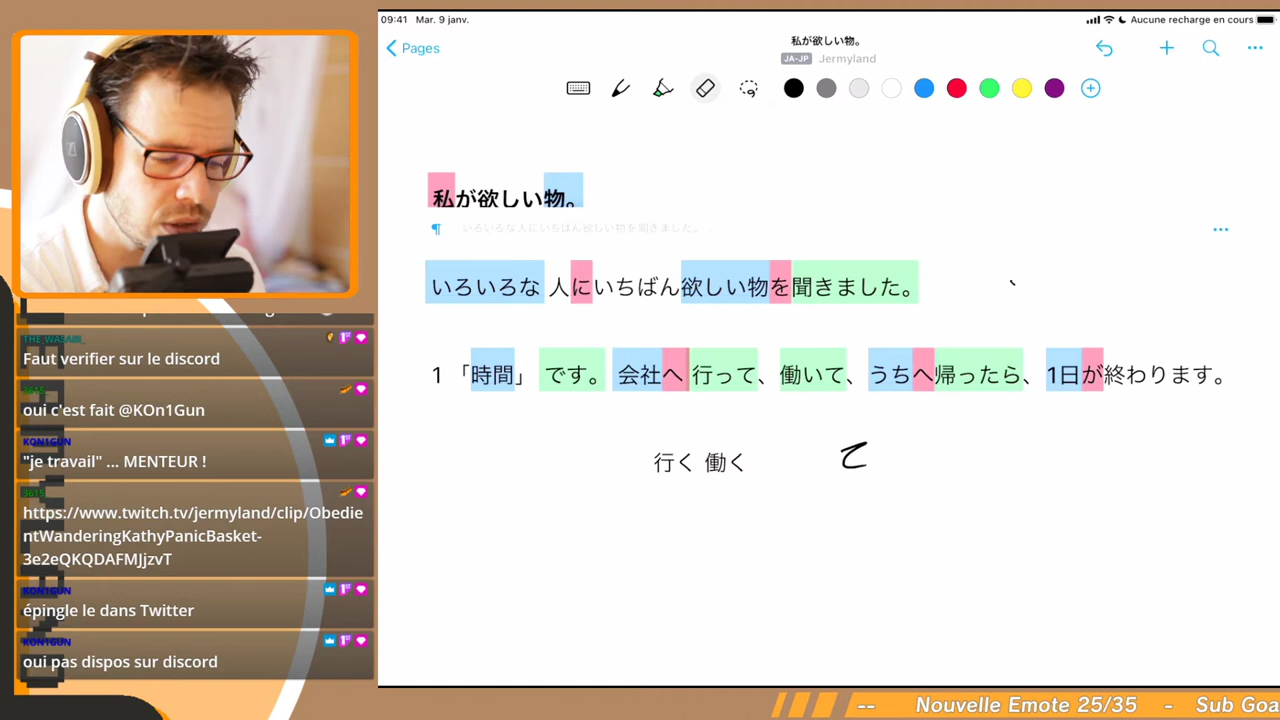 09:41 Mar. 9 janv.
Aucune recharge en cours
Pages
私が欲しい物。
JA-JP Jermyland
私が欲しい物。
いろいろな人にいちばん欲しい物を聞きました。
いろいろな 人にいちばん欲しい物を聞きました。
1 「時間」 です。 会社へ 行って、働いて、うちへ帰ったら、1日が終わります。
行く 働く
て
THE_WASABI_
Faut verifier sur le discord
3615
oui c'est fait @KOn1Gun
KON1GUN
"je travail" ... MENTEUR !
3615
https://www.twitch.tv/jermyland/clip/Obedie
ntWanderingKathyPanicBasket-
3e2eQKQDAFMJjzvT
KON1GUN
épingle le dans Twitter
KON1GUN
oui pas dispos sur discord
-- Nouvelle Emote 25/35 - Sub Goa